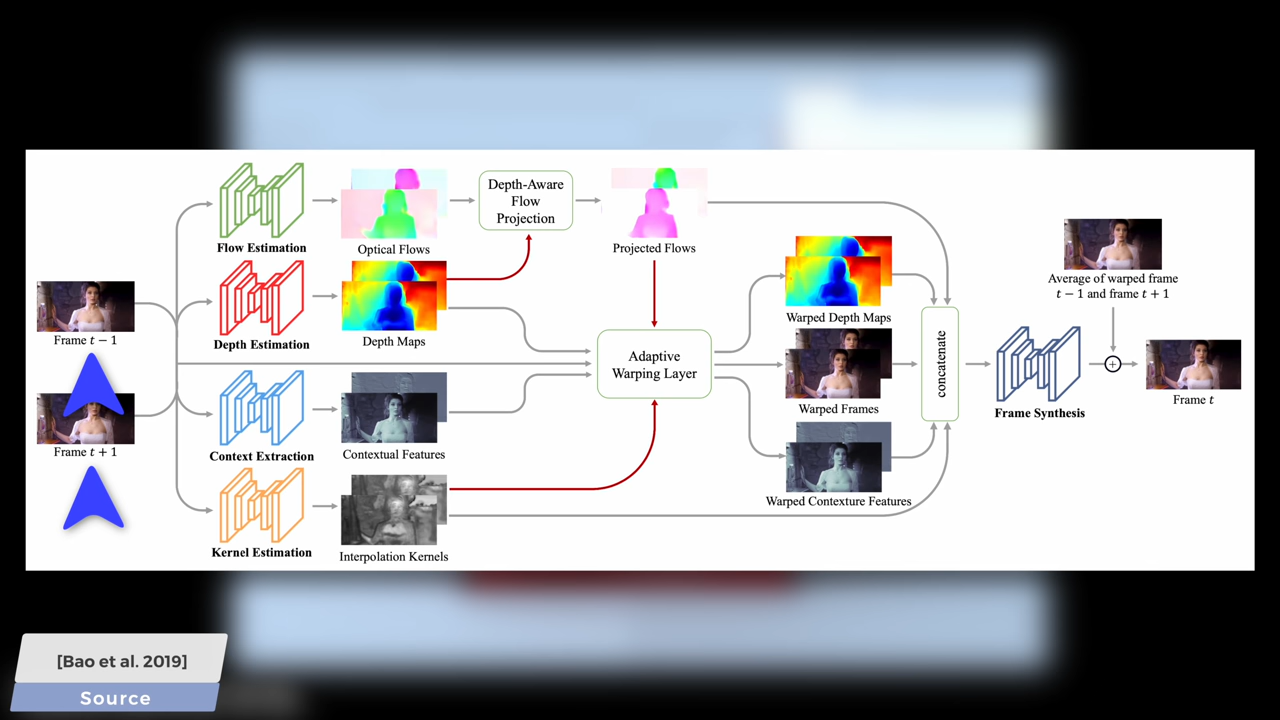 Flow Estimation
Optical Flows
Depth-Aware
Flow
Projection
Projected Flows
Frame t − 1
Depth Estimation
Depth Maps
Adaptive
Warping Layer
Warped Depth Maps
Average of warped frame
t − 1 and frame t + 1
Warped Frames
concatenate
Frame Synthesis
Frame t
Frame t + 1
Context Extraction
Contextual Features
Warped Contexture Features
Kernel Estimation
Interpolation Kernels
[Bao et al. 2019]
Source